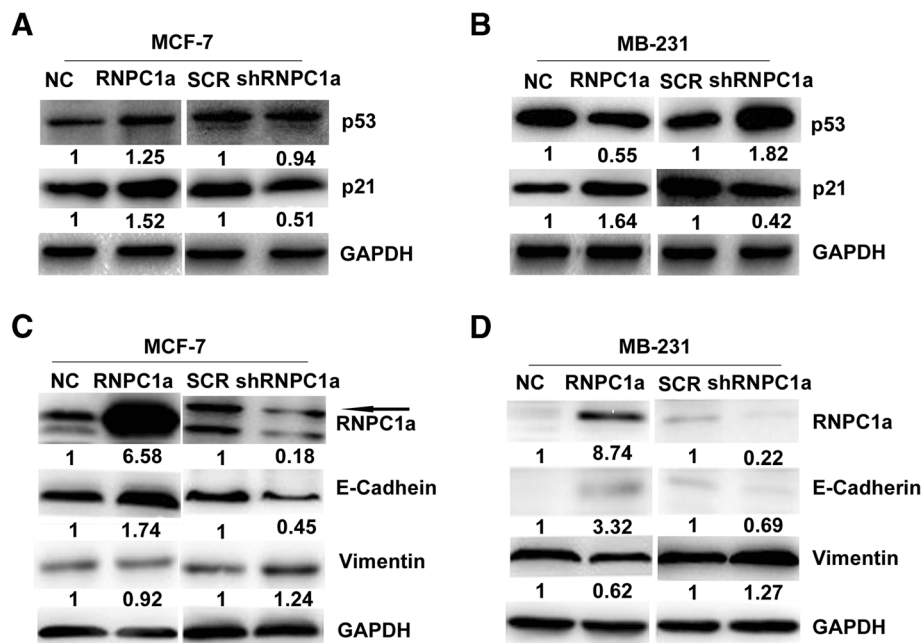 A
MCF-7
NC RNPC1a SCR shRNPC1a
p53
1 1.25 1 0.94
p21
1 1.52 1 0.51
GAPDH
B
MB-231
NC RNPC1a SCR shRNPC1a
p53
1 0.55 1 1.82
p21
1 1.64 1 0.42
GAPDH
C
MCF-7
NC RNPC1a SCR shRNPC1a
RNPC1a
1 6.58 1 0.18
E-Cadhein
1 1.74 1 0.45
Vimentin
1 0.92 1 1.24
GAPDH
D
MB-231
NC RNPC1a SCR shRNPC1a
RNPC1a
1 8.74 1 0.22
E-Cadherin
1 3.32 1 0.69
Vimentin
1 0.62 1 1.27
GAPDH